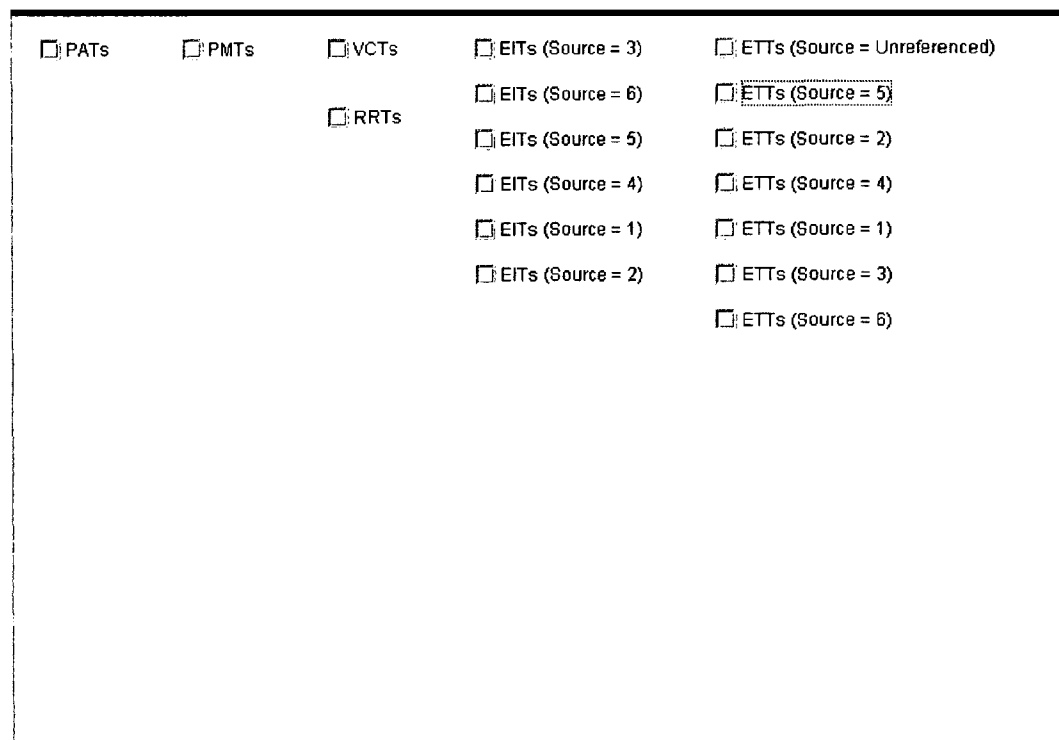 PATs PMTs VCTs EITs (Source = 3) ETTs (Source = Unreferenced)
EITs (Source = 6) ETTs (Source = 5)
RRTs
EITs (Source = 5) ETTs (Source = 2)
EITs (Source = 4) ETTs (Source = 4)
EITs (Source = 1) ETTs (Source = 1)
EITs (Source = 2) ETTs (Source = 3)
ETTs (Source = 6)